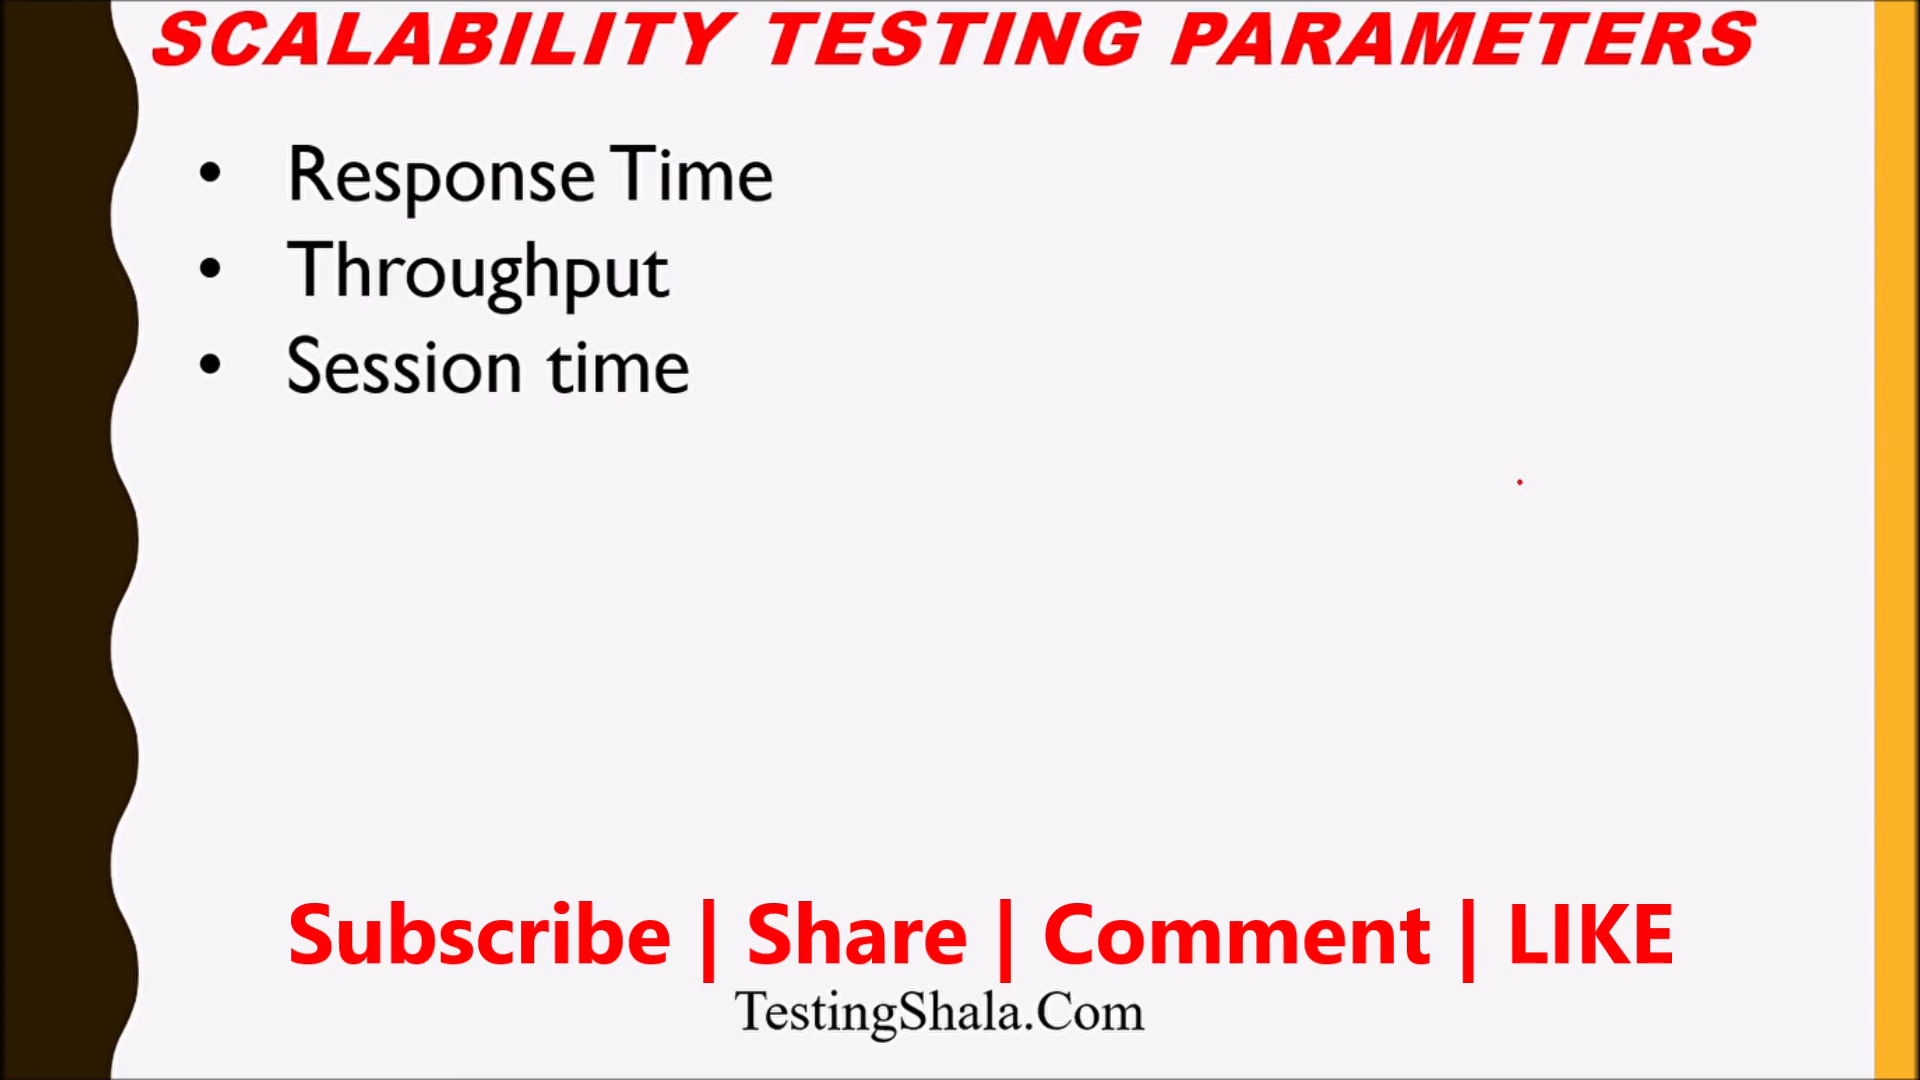 SCALABILITY TESTING PARAMETERS
• Response Time
• Throughput
• Session time
Subscribe | Share | Comment | LIKE
TestingShala.Com